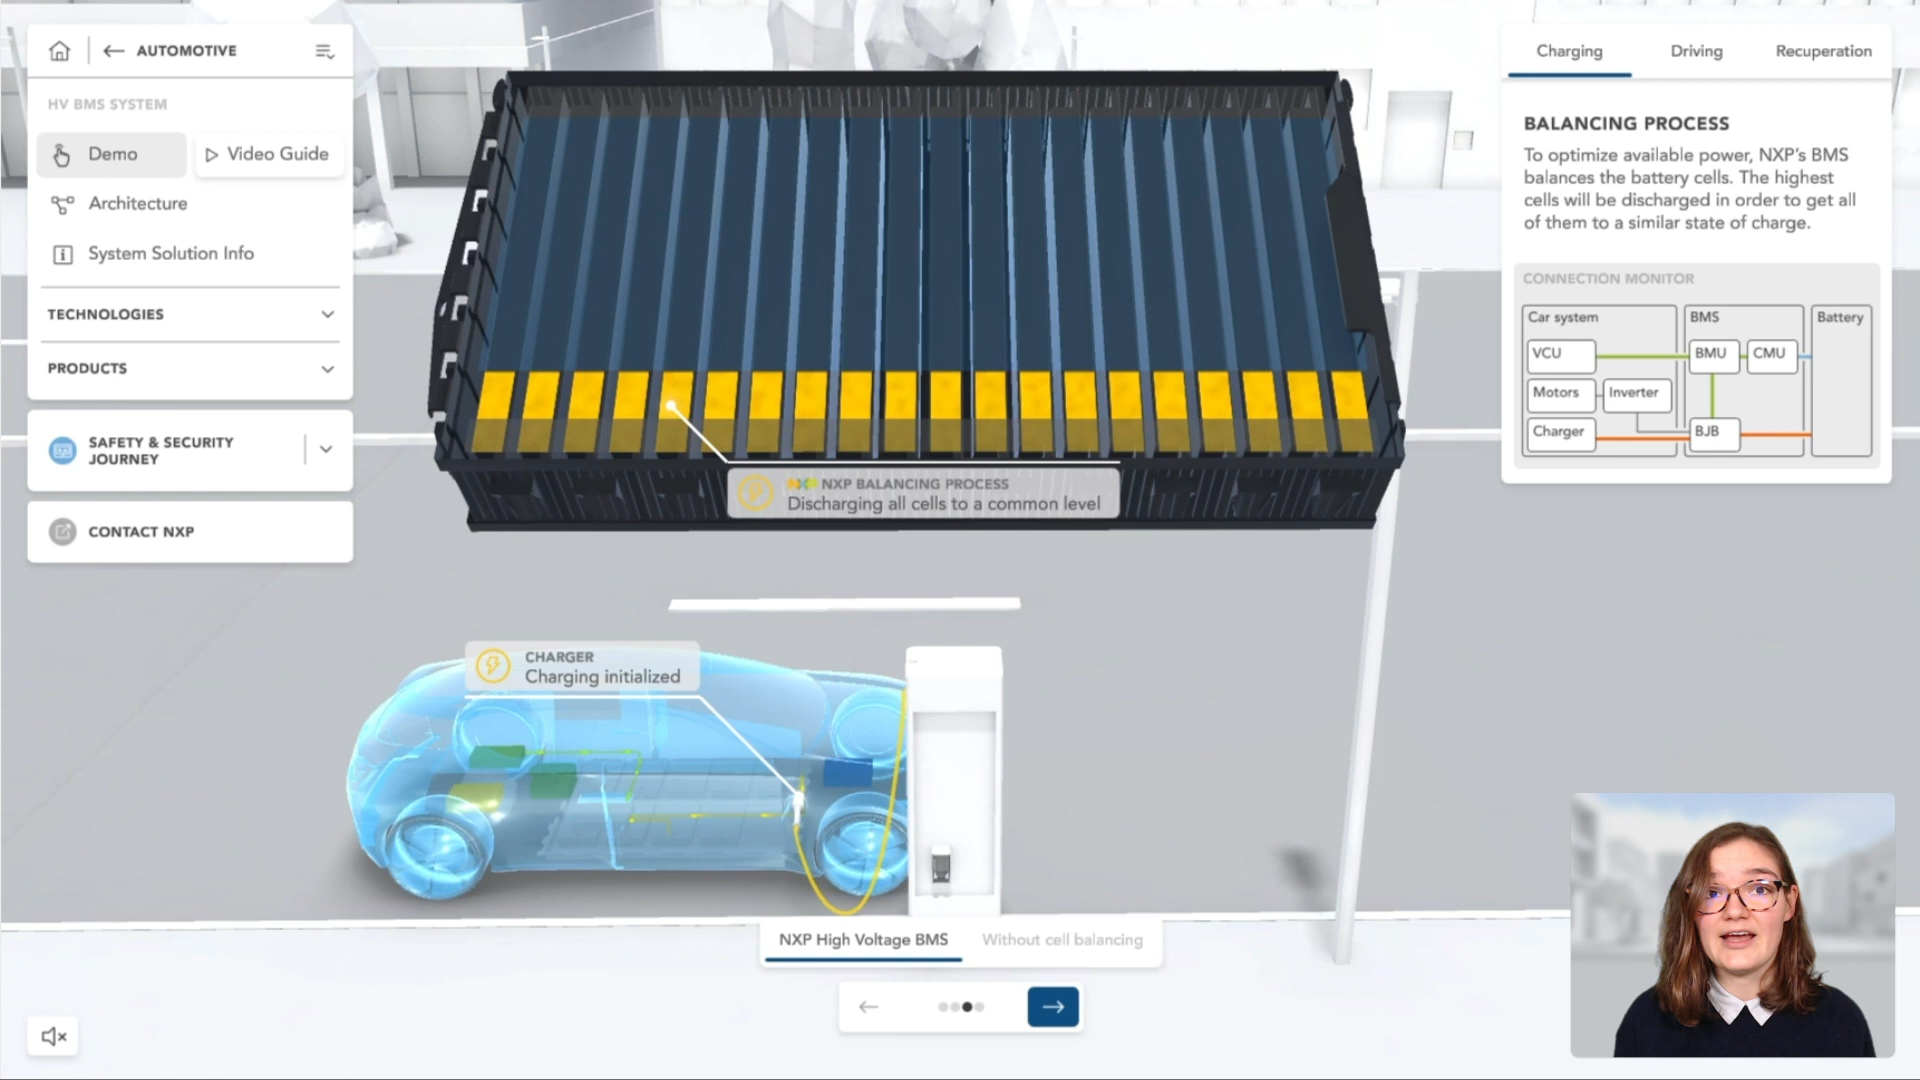 AUTOMOTIVE
HV BMS SYSTEM
Demo
Video Guide
Architecture
System Solution Info
TECHNOLOGIES
PRODUCTS
SAFETY & SECURITY
JOURNEY
CONTACT NXP
NXP NXP BALANCING PROCESS
Discharging all cells to a common level
CHARGER
Charging initialized
NXP High Voltage BMS
Without cell balancing
Charging
Driving
Recuperation
BALANCING PROCESS
To optimize available power, NXP's BMS
balances the battery cells. The highest
cells will be discharged in order to get all
of them to a similar state of charge.
CONNECTION MONITOR
Car system
BMS
Battery
VCU
BMU
CMU
Motors
Inverter
Charger
BJB